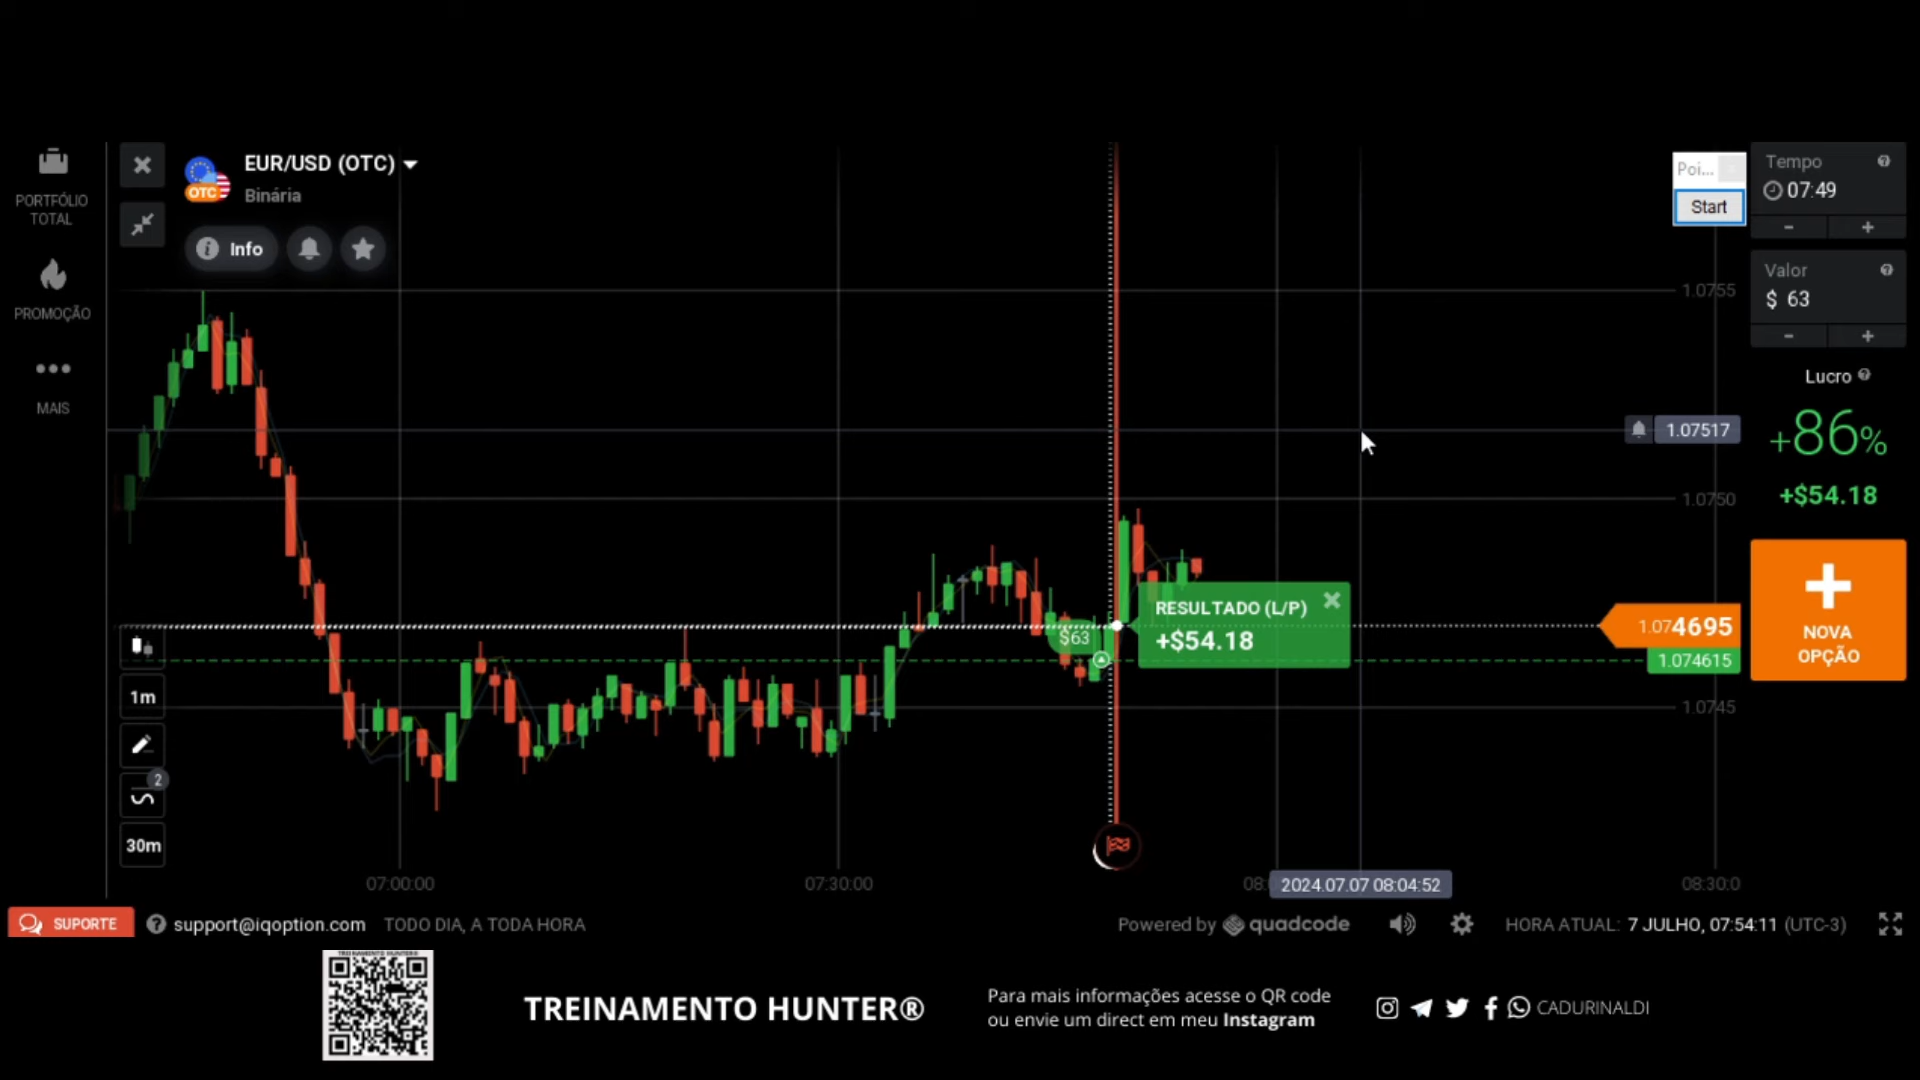 PORTFÓLIO
TOTAL
PROMOÇÃO
MAIS
EUR/USD (OTC)
OTC
Binária
Info
Poi...
Start
Tempo
07:49
- +
Valor
$ 63
- +
Lucro
+86%
+$54.18
NOVA
OPÇÃO
1.0755
1.07517
1.0750
1.074695
1.074615
1.0745
$63
RESULTADO (L/P)
+$54.18
1m
2
30m
07:00:00
07:30:00
08:
2024.07.07 08:04:52
08:30:0
SUPORTE
support@iqoption.com
TODO DIA, A TODA HORA
Powered by quadcode
HORA ATUAL: 7 JULHO, 07:54:11 (UTC-3)
TREINAMENTO HUNTER®
TREINAMENTO HUNTER®
Para mais informações acesse o QR code
ou envie um direct em meu Instagram
CADURINALDI